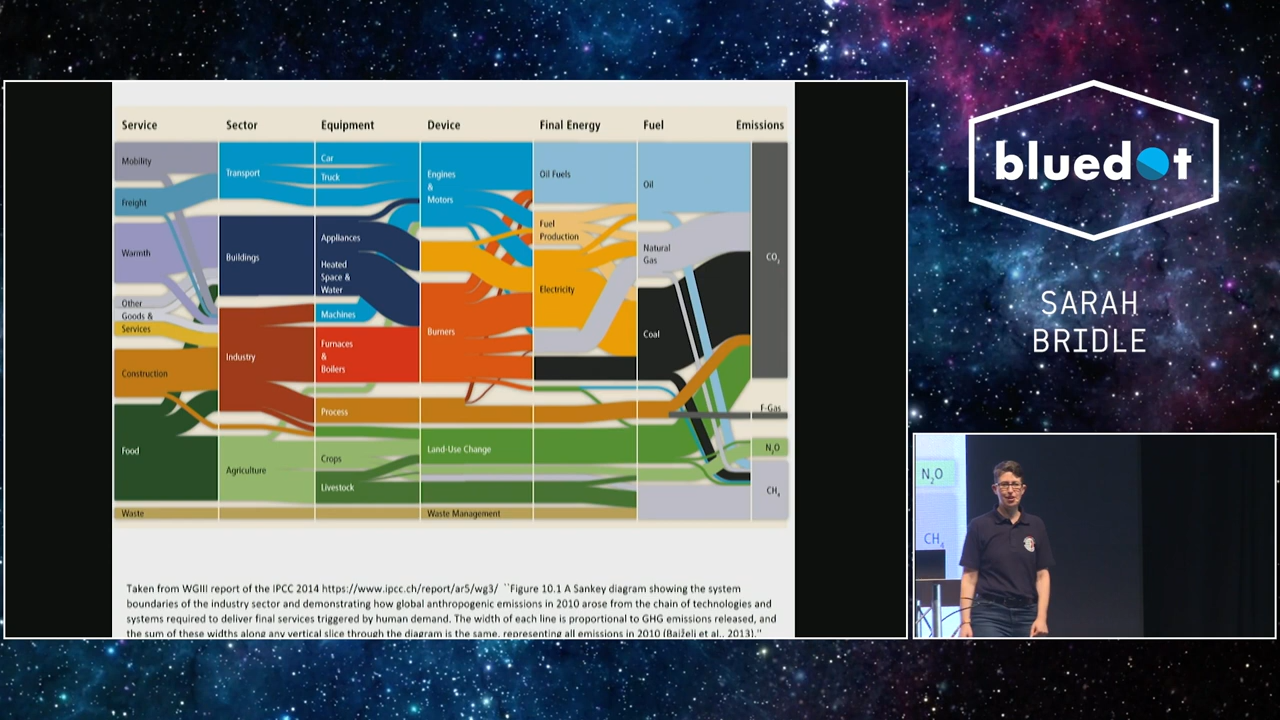 Service
Sector
Equipment
Device
Final Energy
Fuel
Emissions
Mobility
Freight
Warmth
Other
Goods &
Services
Construction
Food
Waste
Transport
Buildings
Industry
Agriculture
Car
Truck
Appliances
Heated
Space &
Water
Machines
Furnaces
&
Boilers
Process
Crops
Livestock
Engines
&
Motors
Burners
Land-Use Change
Waste Management
Oil Fuels
Fuel
Production
Electricity
Oil
Natural
Gas
Coal
CO₂
F-Gas
N₂O
CH₄
Taken from WGIII report of the IPCC 2014 https://www.ipcc.ch/report/ar5/wg3/ ``Figure 10.1 A Sankey diagram showing the system
boundaries of the industry sector and demonstrating how global anthropogenic emissions in 2010 arose from the chain of technologies and
systems required to deliver final services triggered by human demand. The width of each line is proportional to GHG emissions released, and
the sum of these widths along any vertical slice through the diagram is the same, representing all emissions in 2010 (Bajželj et al., 2013)."
bluedot
SARAH
BRIDLE
N₂O
CH₄